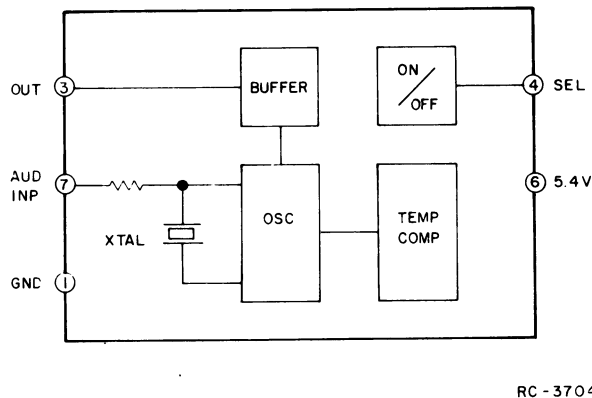 ON
OFF
BUFFER
OUT 3
4 SEL
AUD
INP
7
6 5.4V
OSC
TEMP
COMP
XTAL
GND 1
RC-3704